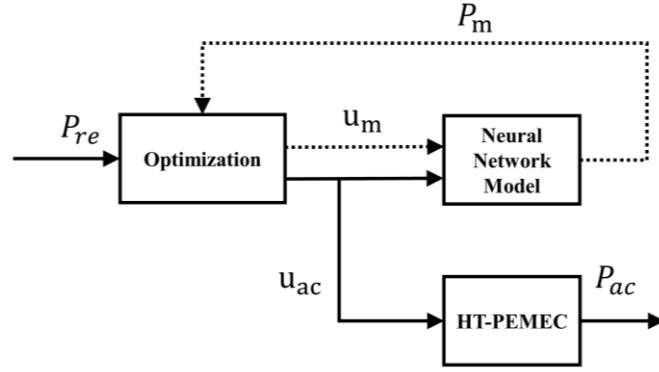 P_m
P_re
Optimization
u_m
Neural
Network
Model
u_ac
HT-PEMEC
P_ac